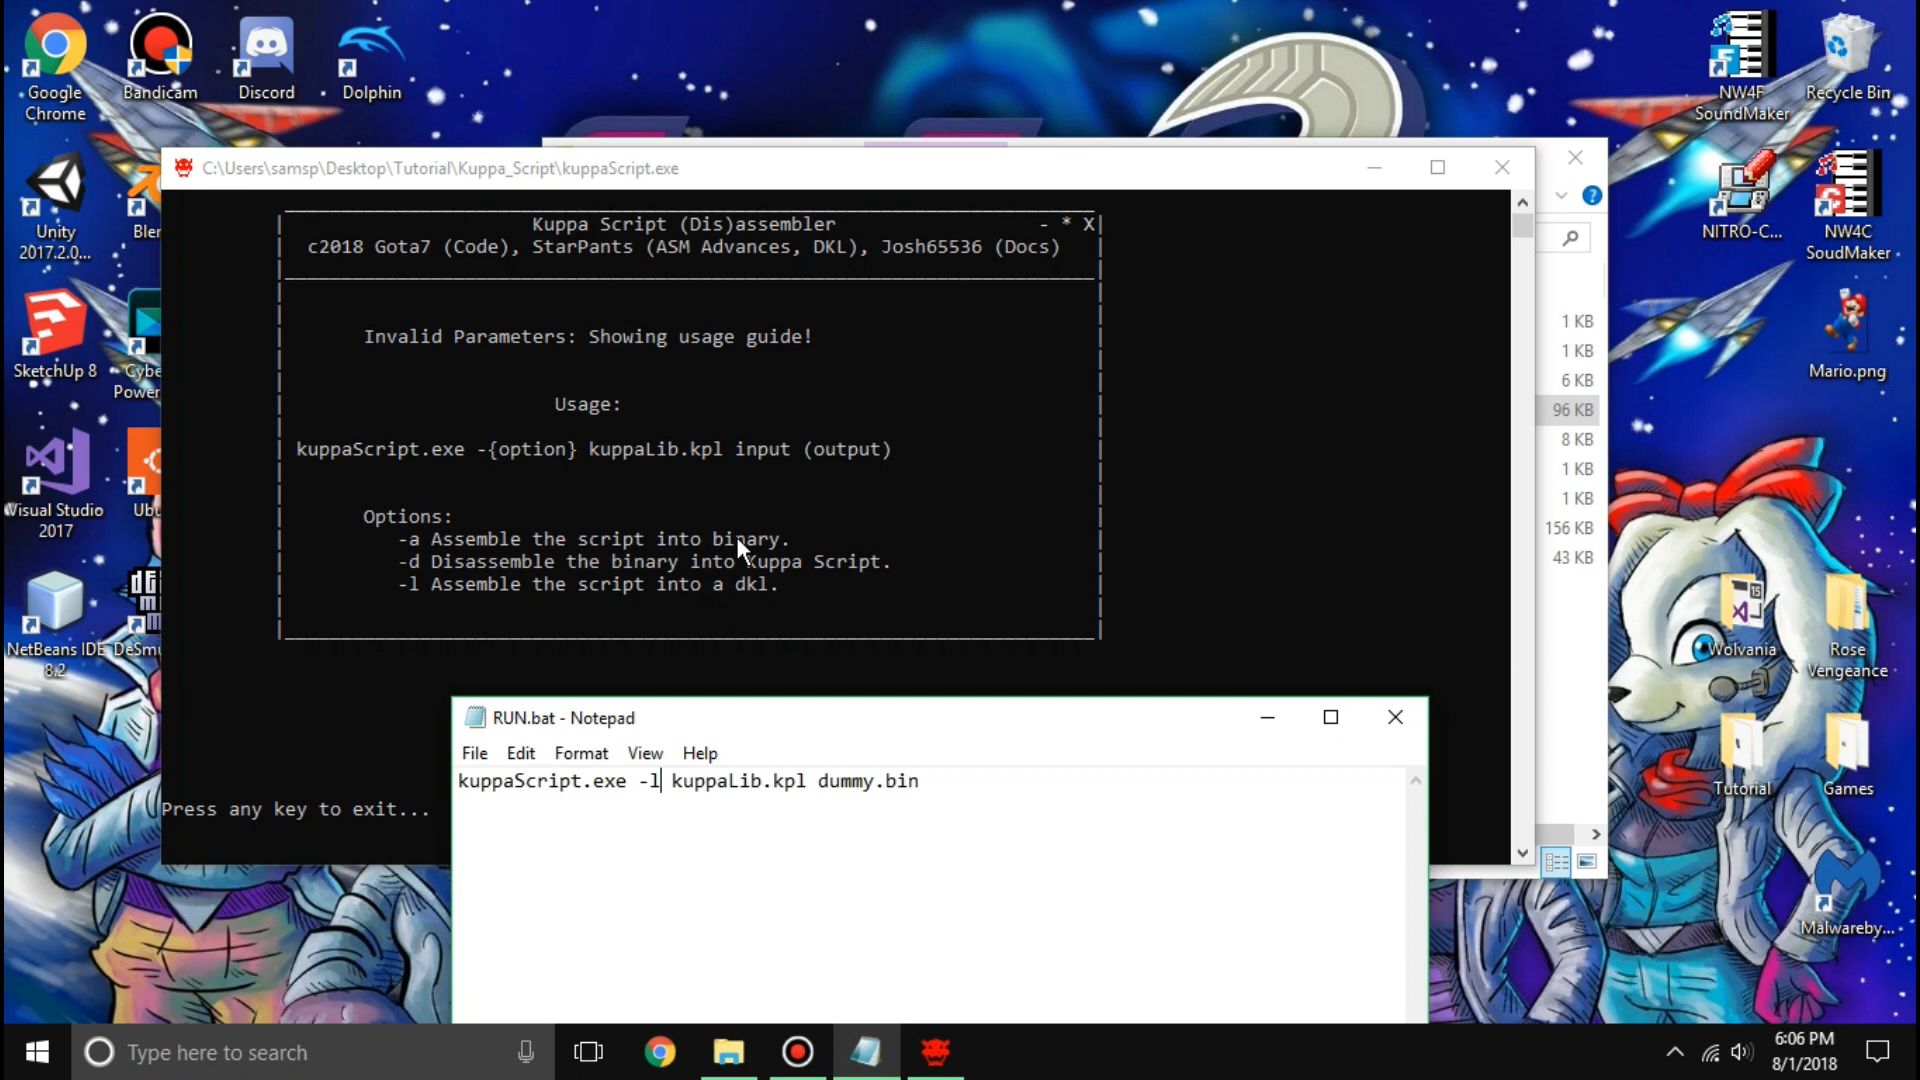 Google
Chrome
Bandicam
Discord
Dolphin
NW4F
SoundMaker
Recycle Bin
Unity
2017.2.0...
Blen
NITRO-C...
NW4C
SoudMaker
SketchUp 8
Cybe
Power
Mario.png
Visual Studio
2017
Ubu
NetBeans IDE
8.2
DeSmu
Wolvania
Rose
Vengeance
Tutorial
Games
Malwareby...
C:\Users\samsp\Desktop\Tutorial\Kuppa_Script\kuppaScript.exe
Kuppa Script (Dis)assembler - * X
c2018 Gota7 (Code), StarPants (ASM Advances, DKL), Josh65536 (Docs)
Invalid Parameters: Showing usage guide!
Usage:
kuppaScript.exe -{option} kuppaLib.kpl input (output)
Options:
-a Assemble the script into binary.
-d Disassemble the binary into Kuppa Script.
-l Assemble the script into a dkl.
Press any key to exit...
1 KB
1 KB
6 KB
96 KB
8 KB
1 KB
1 KB
156 KB
43 KB
RUN.bat - Notepad
File Edit Format View Help
kuppaScript.exe -l kuppaLib.kpl dummy.bin
Type here to search
6:06 PM
8/1/2018